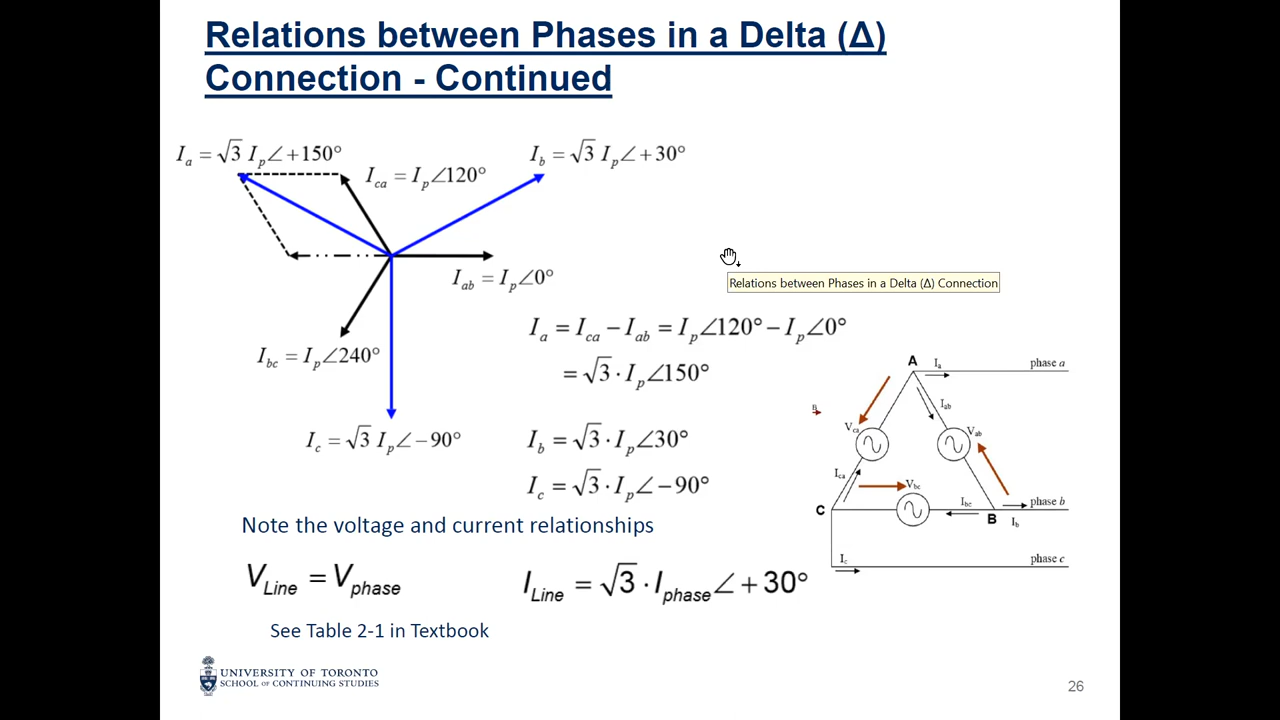 Relations between Phases in a Delta (Δ)
Connection - Continued
I_a = √3 I_p∠+150°
I_b = √3 I_p∠+30°
I_ca = I_p∠120°
I_ab = I_p∠0°
Relations between Phases in a Delta (Δ) Connection
I_a = I_ca − I_ab = I_p∠120° − I_p∠0°
= √3 · I_p∠150°
I_bc = I_p∠240°
I_c = √3 I_p∠−90°
I_b = √3 · I_p∠30°
I_c = √3 · I_p∠−90°
A
I_a
phase a
I_ab
V_ca
V_ab
I_ca
V_bc
I_bc
phase b
C
B
I_b
I_c
phase c
Note the voltage and current relationships
V_Line = V_phase
I_Line = √3 · I_phase∠+30°
See Table 2-1 in Textbook
UNIVERSITY OF TORONTO
SCHOOL OF CONTINUING STUDIES
26